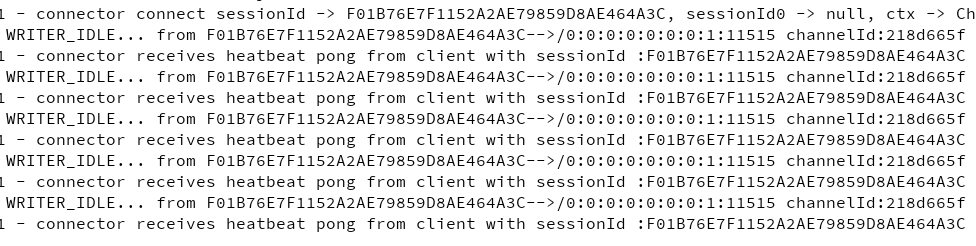 1 - connector connect sessionId -> F01B76E7F1152A2AE79859D8AE464A3C, sessionId0 -> null, ctx -> Ch
WRITER_IDLE... from F01B76E7F1152A2AE79859D8AE464A3C-->/0:0:0:0:0:0:0:1:11515 channelId:218d665f
1 - connector receives heatbeat pong from client with sessionId :F01B76E7F1152A2AE79859D8AE464A3C
WRITER_IDLE... from F01B76E7F1152A2AE79859D8AE464A3C-->/0:0:0:0:0:0:0:1:11515 channelId:218d665f
1 - connector receives heatbeat pong from client with sessionId :F01B76E7F1152A2AE79859D8AE464A3C
WRITER_IDLE... from F01B76E7F1152A2AE79859D8AE464A3C-->/0:0:0:0:0:0:0:1:11515 channelId:218d665f
1 - connector receives heatbeat pong from client with sessionId :F01B76E7F1152A2AE79859D8AE464A3C
WRITER_IDLE... from F01B76E7F1152A2AE79859D8AE464A3C-->/0:0:0:0:0:0:0:1:11515 channelId:218d665f
1 - connector receives heatbeat pong from client with sessionId :F01B76E7F1152A2AE79859D8AE464A3C
WRITER_IDLE... from F01B76E7F1152A2AE79859D8AE464A3C-->/0:0:0:0:0:0:0:1:11515 channelId:218d665f
1 - connector receives heatbeat pong from client with sessionId :F01B76E7F1152A2AE79859D8AE464A3C